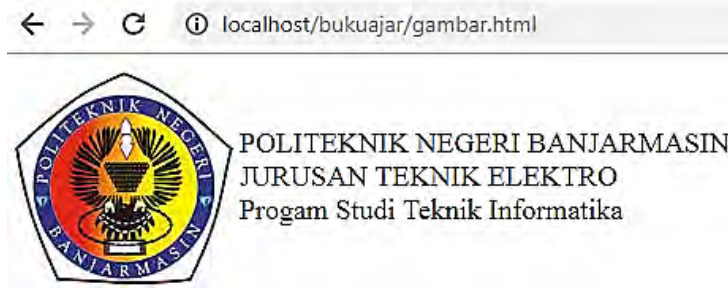 localhost/bukuajar/gambar.html
POLITEKNIK NEGERI
BANJARMASIN
POLITEKNIK NEGERI BANJARMASIN
JURUSAN TEKNIK ELEKTRO
Progam Studi Teknik Informatika